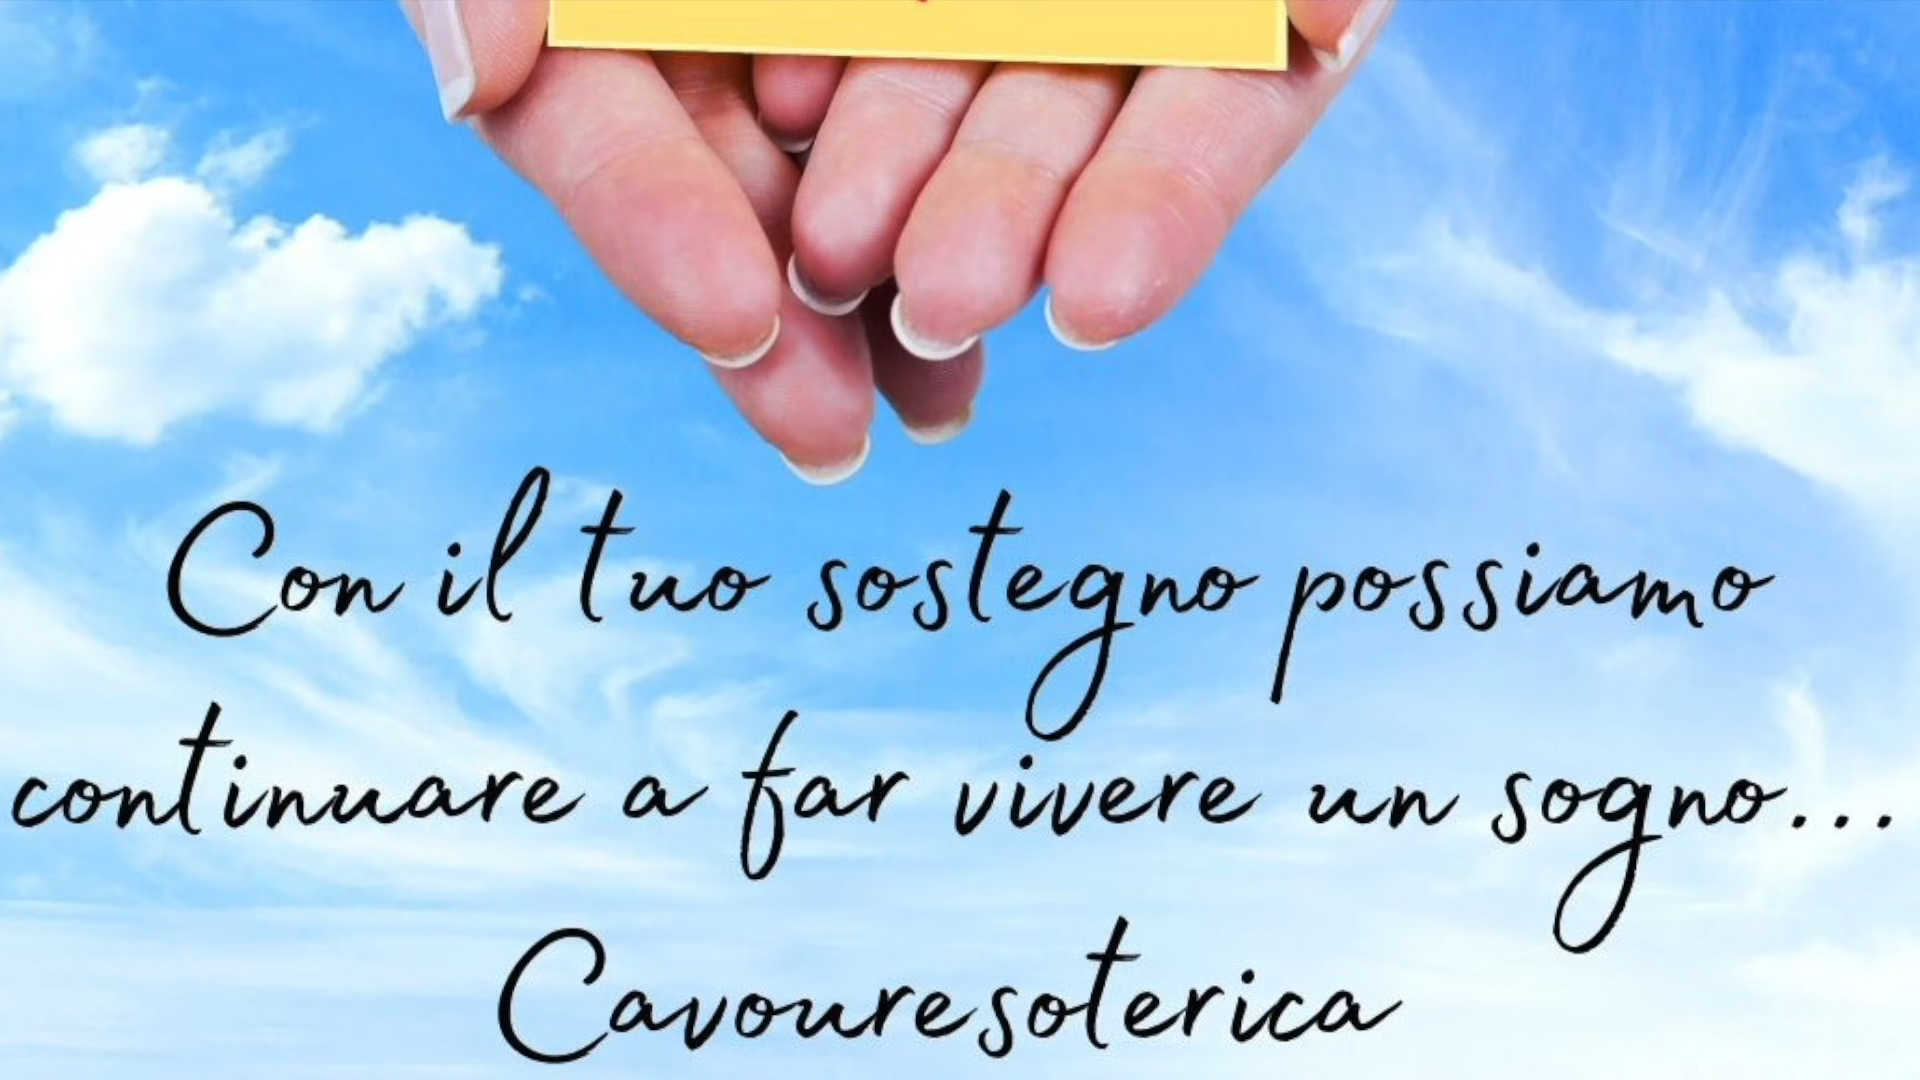 Con il tuo sostegno possiamo
continuare a far vivere un sogno...
Cavouresoterica